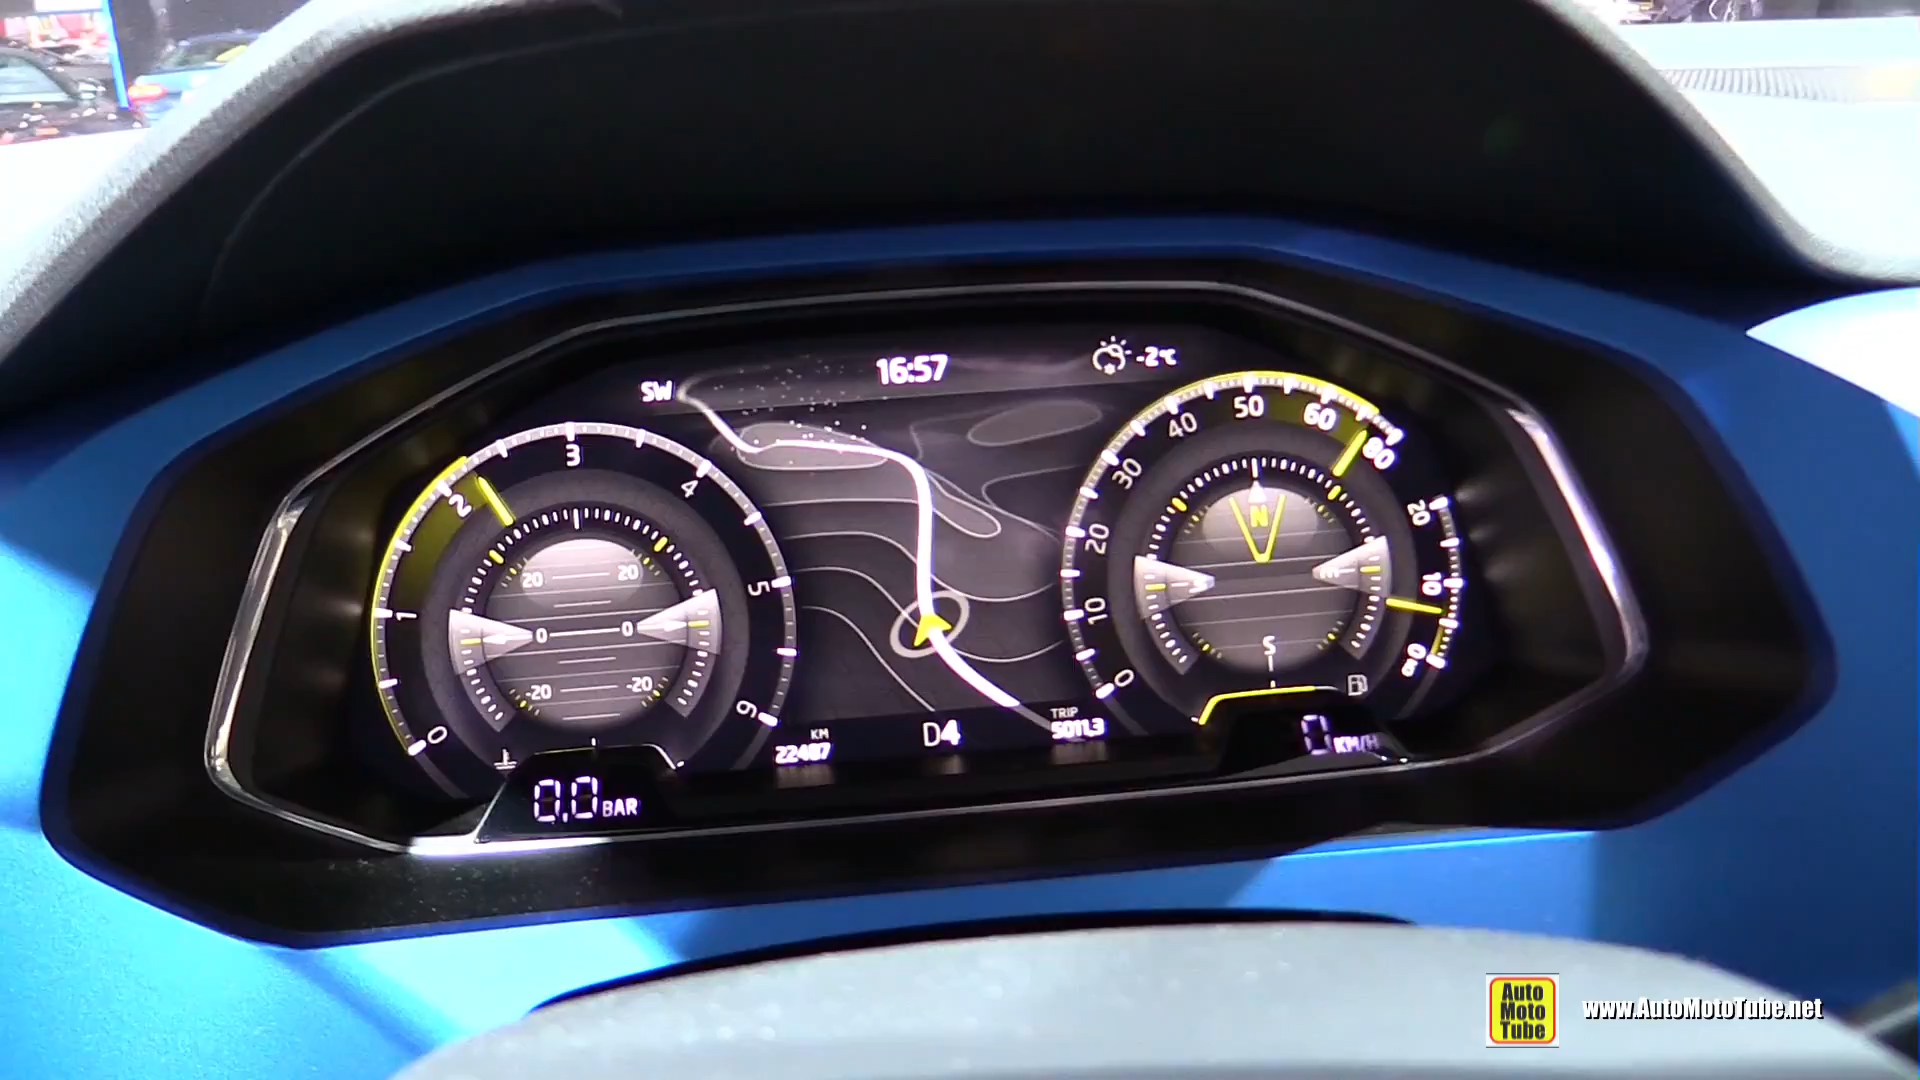 SW
16:57
-2°C
0 1 2 3 4 5 6
20 20
0 0
-20 -20
0 10 20 30 40 50 60 80
N
S
20
10
KM
22487
D4
TRIP
5011.3
0.0 BAR
0 KM/H
Auto
Moto
Tube
www.AutoMotoTube.net